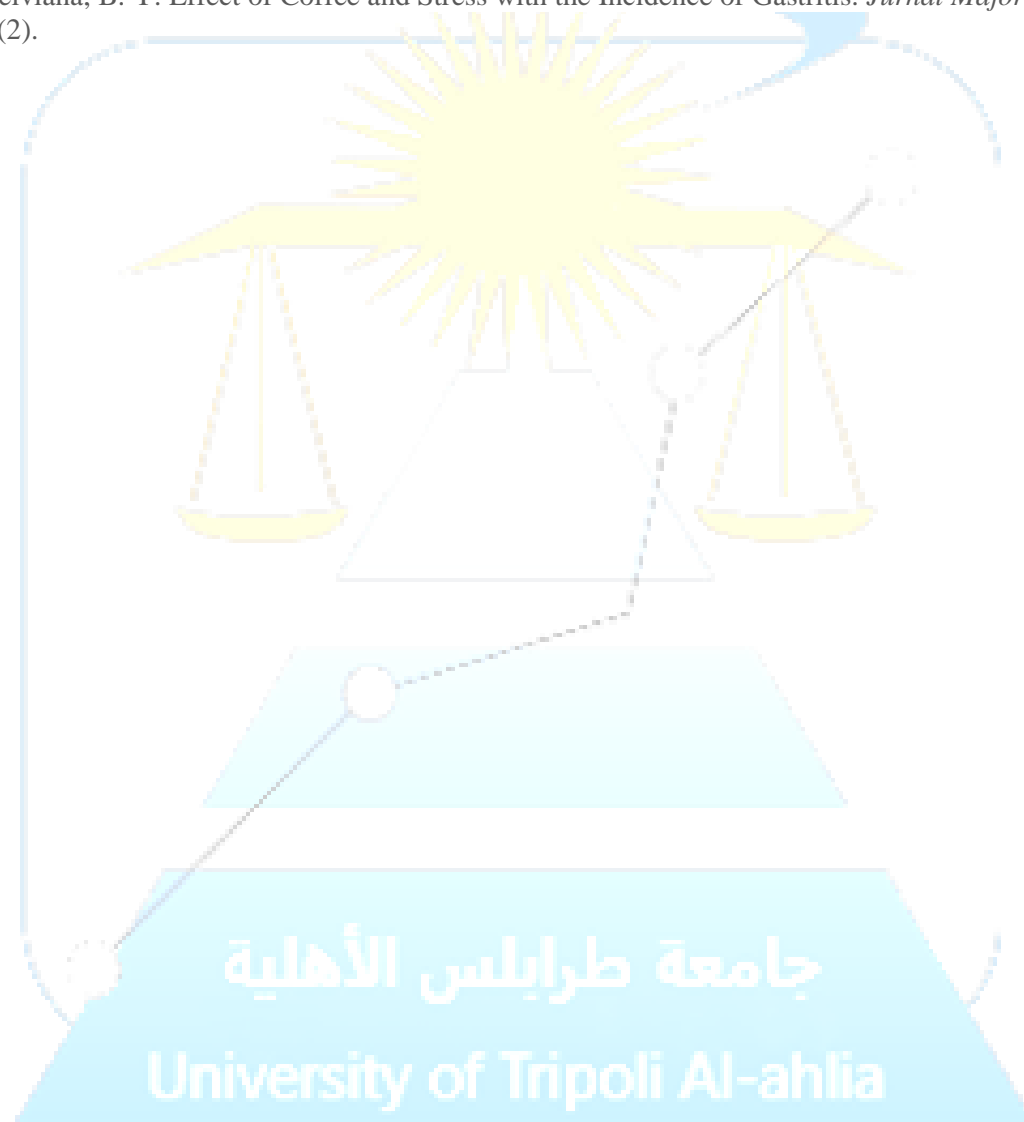 B. T. Effect of Coffee and Stress with the Incidence of Gastritis. Jurnal
(2).
جامعة طرابلس الأهلية
University of Tripoli Al-ahlia